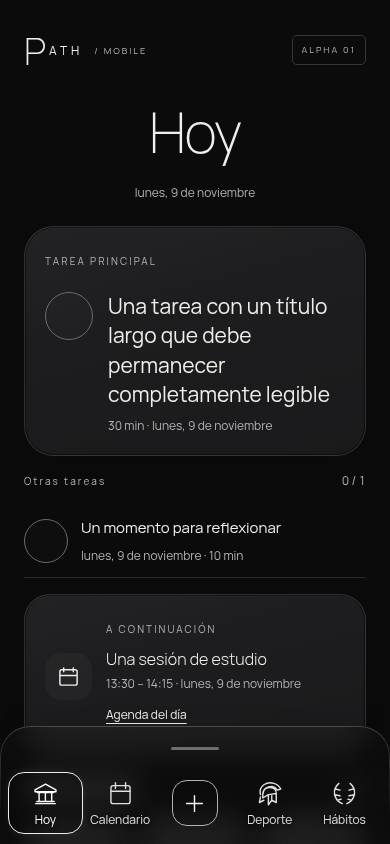 PATH / MOBILE
ALPHA 01
Hoy
lunes, 9 de noviembre
TAREA PRINCIPAL
Una tarea con un título
largo que debe
permanecer
completamente legible
30 min · lunes, 9 de noviembre
Otras tareas
0 / 1
Un momento para reflexionar
lunes, 9 de noviembre · 10 min
A CONTINUACIÓN
Una sesión de estudio
13:30 – 14:15 · lunes, 9 de noviembre
Agenda del día
Hoy
Calendario
Deporte
Hábitos